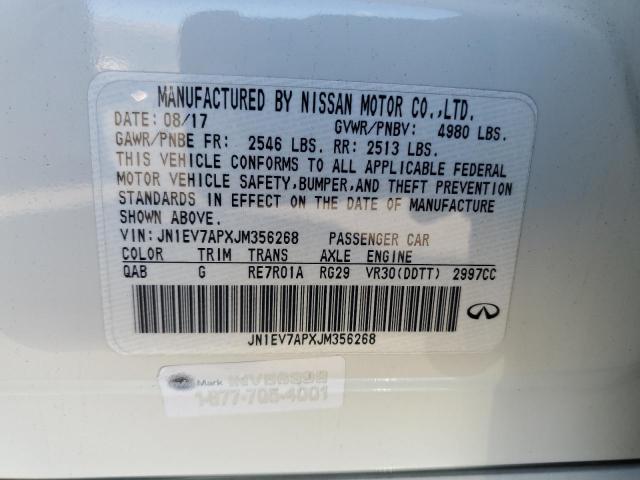 MANUFACTURED BY NISSAN MOTOR CO.,LTD.
DATE: 08/17 GVWR/PNBV: 4980 LBS.
GAWR/PNBE FR: 2546 LBS. RR: 2513 LBS.
THIS VEHICLE CONFORMS TO ALL APPLICABLE FEDERAL
MOTOR VEHICLE SAFETY,BUMPER,AND THEFT PREVENTION
STANDARDS IN EFFECT ON THE DATE OF MANUFACTURE
SHOWN ABOVE.
VIN:JN1EV7APXJM356268 PASSENGER CAR
COLOR TRIM TRANS AXLE ENGINE
QAB G RE7R01A RG29 VR30(DDTT) 2997CC
JN1EV7APXJM356268
Mark
1-877-705-4001